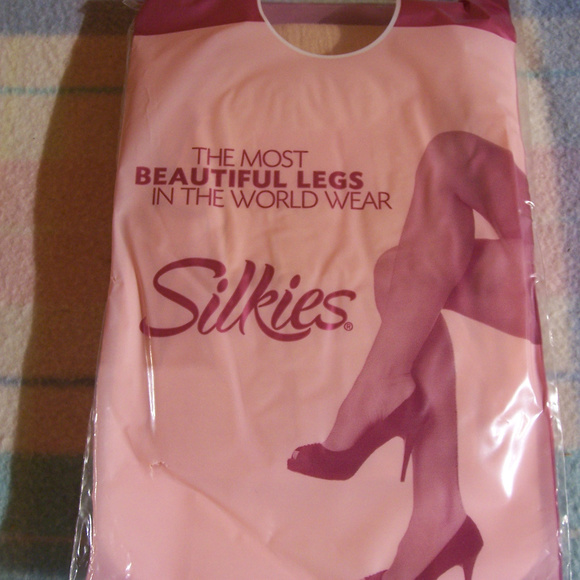 THE MOST
BEAUTIFUL LEGS
IN THE WORLD WEAR
Silkies®